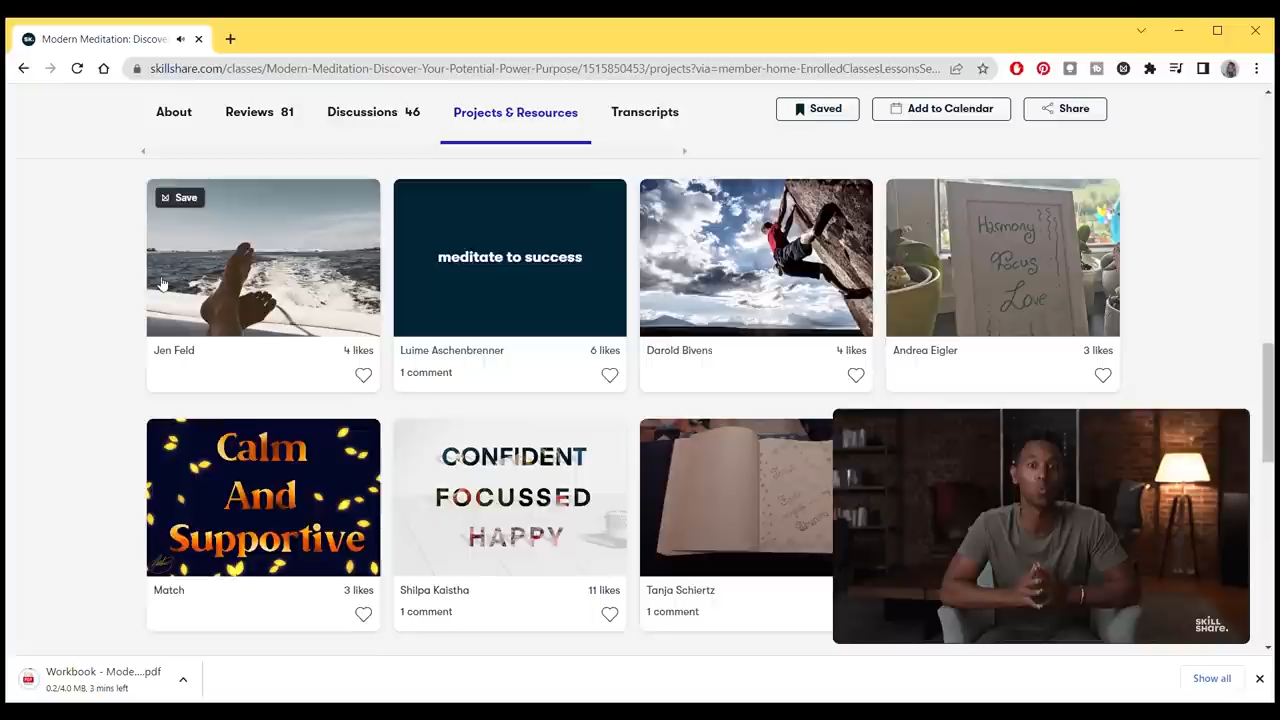 SK.
Modern Meditation: Discove
skillshare.com/classes/Modern-Meditation-Discover-Your-Potential-Power-Purpose/1515850453/projects?via=member-home-EnrolledClassesLessonsSe...
About
Reviews 81
Discussions 46
Projects & Resources
Transcripts
Saved
Add to Calendar
Share
Save
meditate to success
Harmony
Focus
Love
Jen Feld
4 likes
Luime Aschenbrenner
6 likes
1 comment
Darold Bivens
4 likes
Andrea Eigler
3 likes
Calm
And
Supportive
CONFIDENT
FOCUSSED
HAPPY
Match
3 likes
Shilpa Kaistha
11 likes
1 comment
Tanja Schiertz
1 comment
SKILL
SHARE.
Workbook - Mode....pdf
0.2/4.0 MB, 3 mins left
Show all